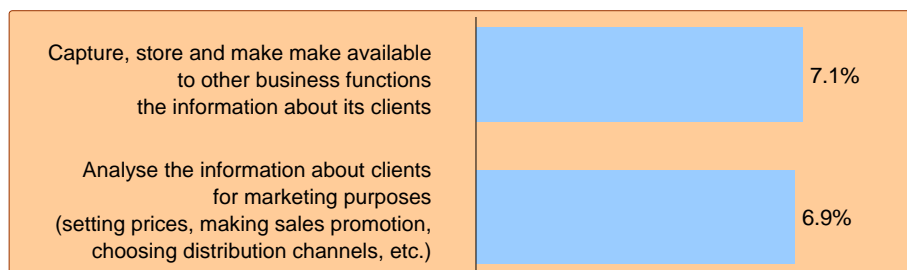 Capture, store and make make available
to other business functions
the information about its clients
7.1%
Analyse the information about clients
for marketing purposes
(setting prices, making sales promotion,
choosing distribution channels, etc.)
6.9%